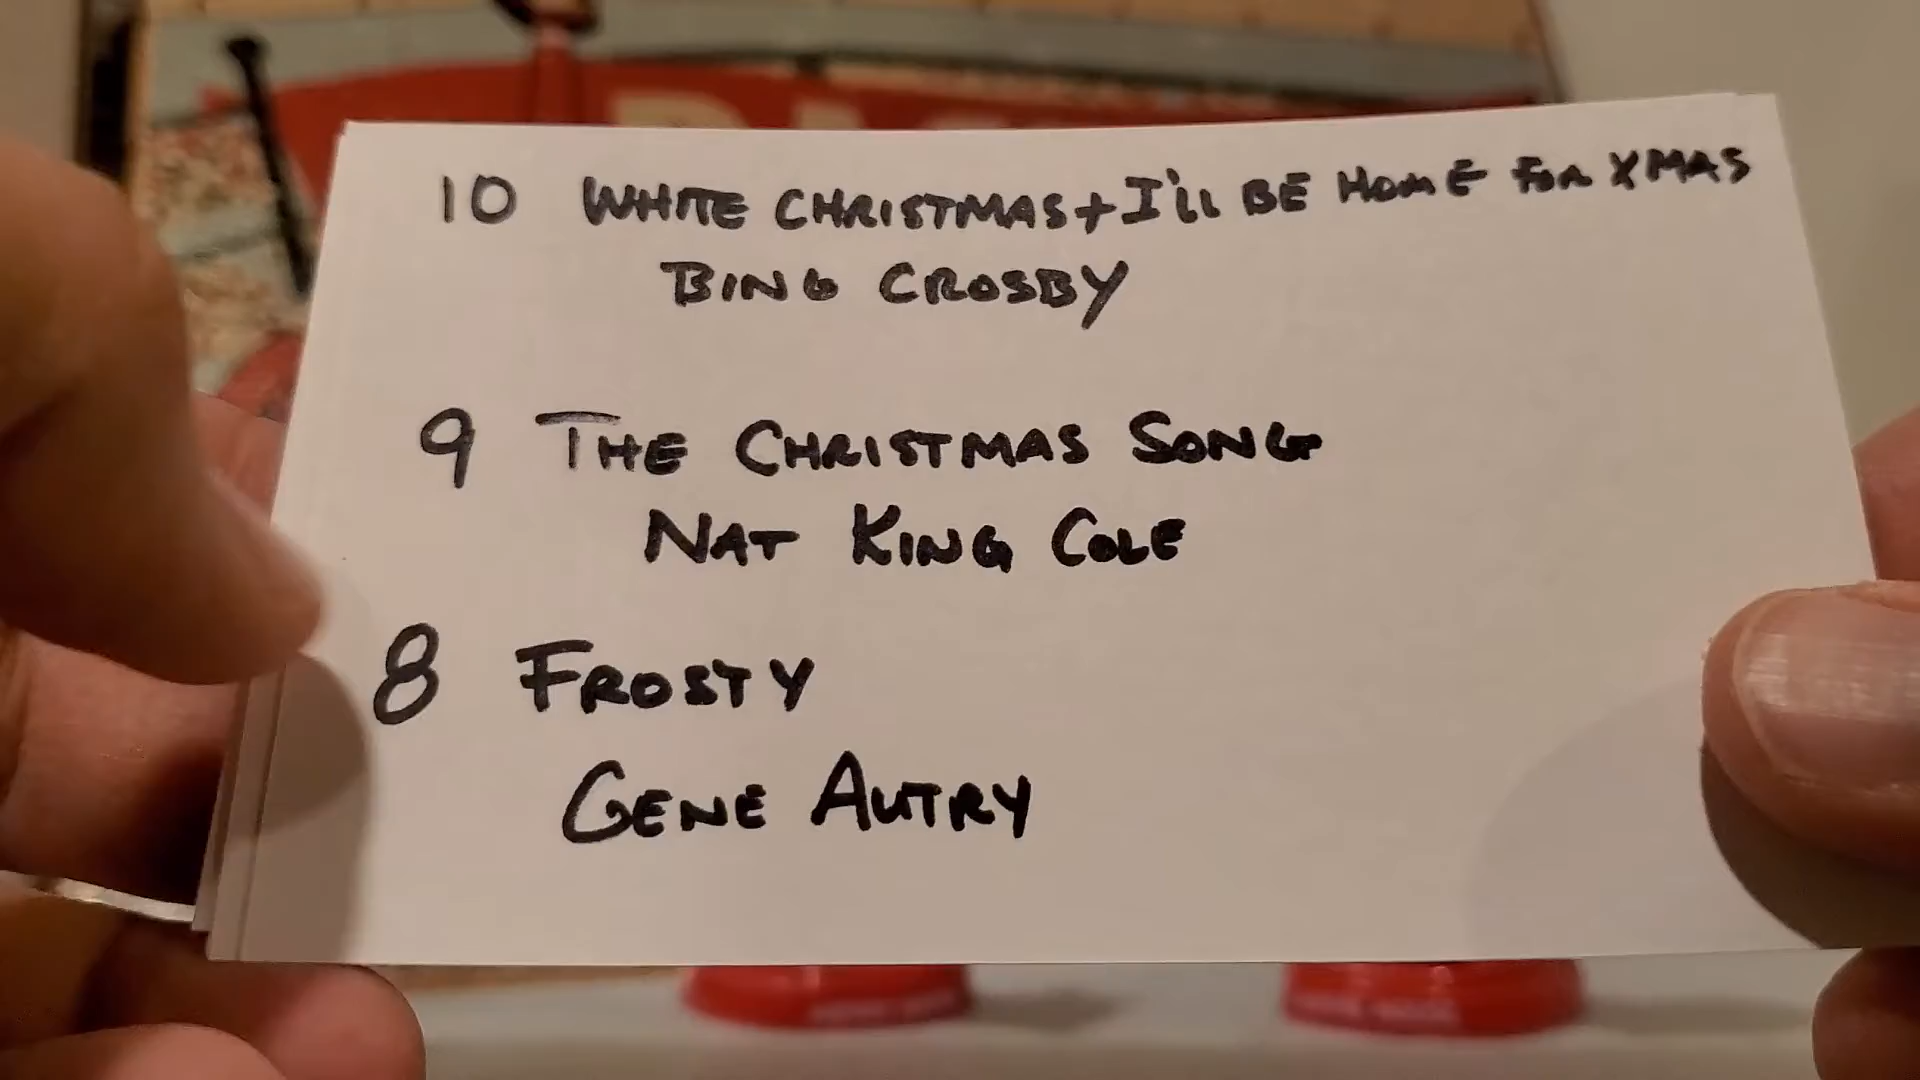 10 WHITE CHRISTMAS + I'LL BE HOME FOR XMAS
BING CROSBY
9 THE CHRISTMAS SONG
NAT KING COLE
8 FROSTY
GENE AUTRY